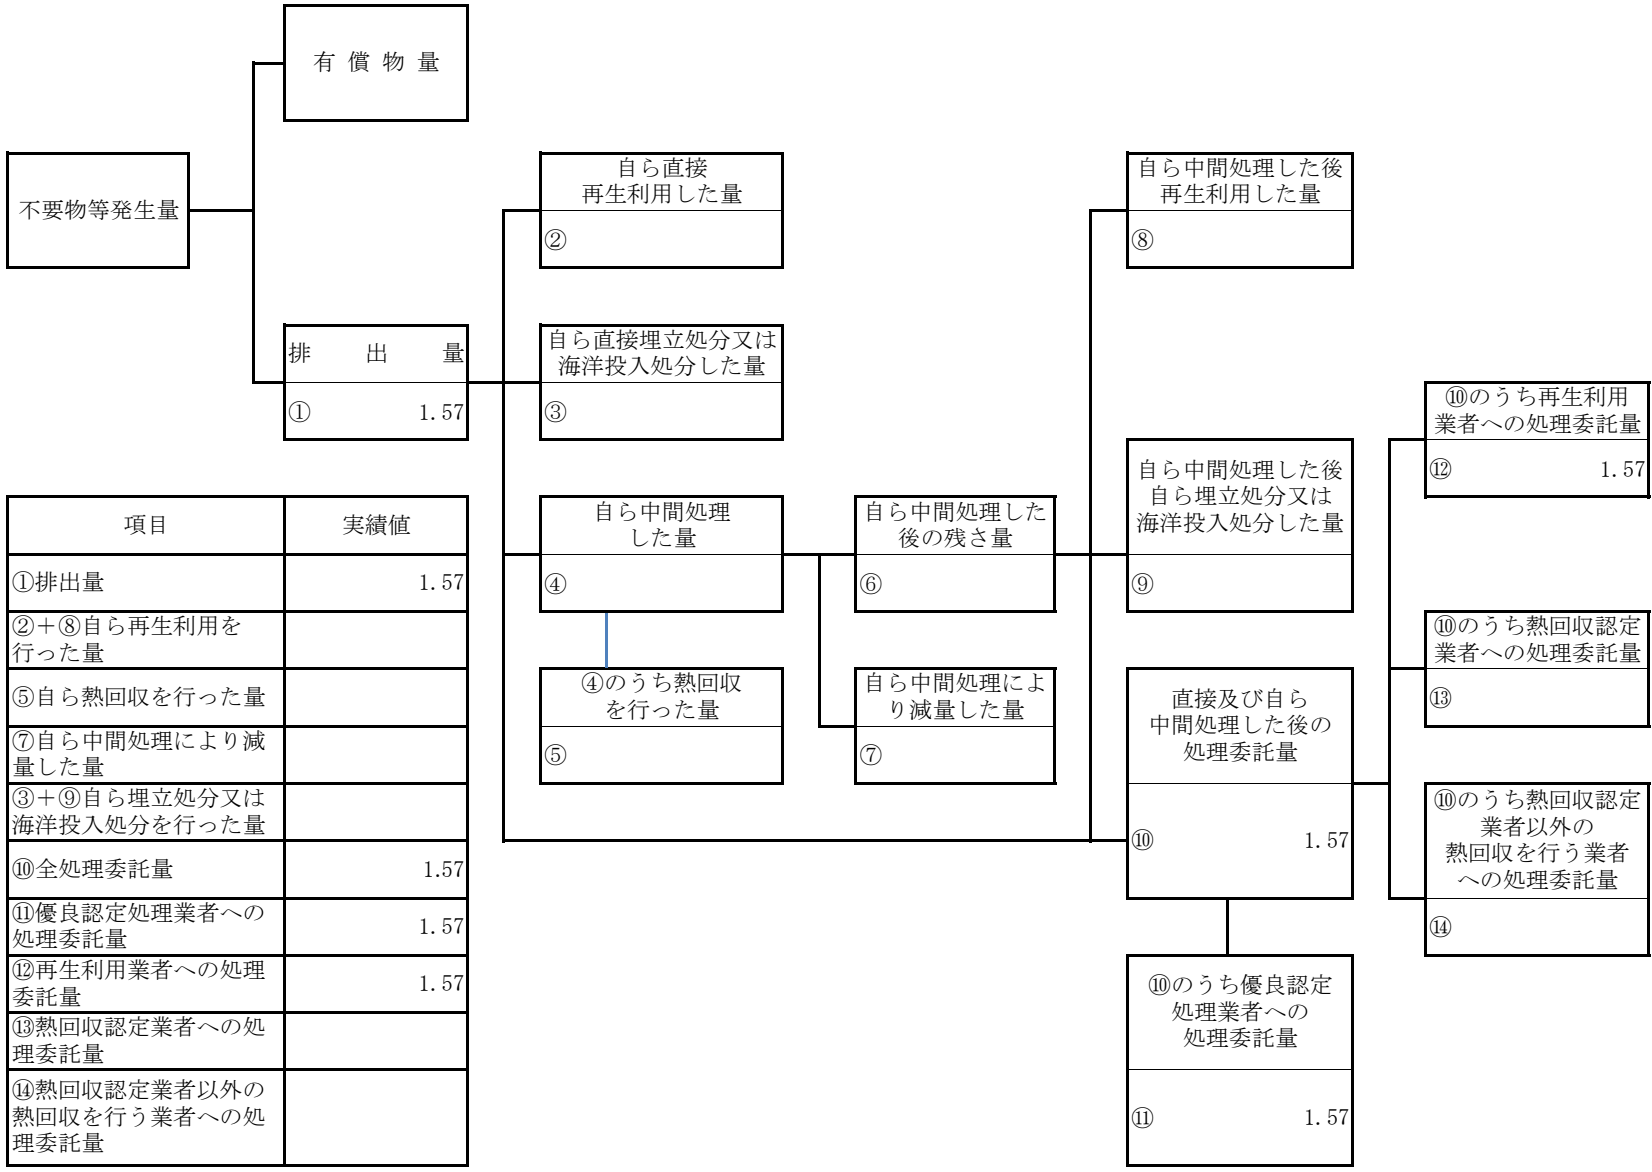 有 償 物 量
不要物等発生量
自ら直接
再生利用した量
②
自ら中間処理した後
再生利用した量
⑧
排 出 量
① 1.57
自ら直接埋立処分又は
海洋投入処分した量
③
⑩のうち再生利用
業者への処理委託量
⑫ 1.57
自ら中間処理
した量
④
自ら中間処理した
後の残さ量
⑥
自ら中間処理した後
自ら埋立処分又は
海洋投入処分した量
⑨
⑩のうち熱回収認定
業者への処理委託量
⑬
④のうち熱回収
を行った量
⑤
自ら中間処理によ
り減量した量
⑦
直接及び自ら
中間処理した後の
処理委託量
⑩ 1.57
⑩のうち熱回収認定
業者以外の
熱回収を行う業者
への処理委託量
⑭
⑩のうち優良認定
処理業者への
処理委託量
⑪ 1.57
項目 実績値
①排出量 1.57
②＋⑧自ら再生利用を
行った量
⑤自ら熱回収を行った量
⑦自ら中間処理により減
量した量
③＋⑨自ら埋立処分又は
海洋投入処分を行った量
⑩全処理委託量 1.57
⑪優良認定処理業者への
処理委託量 1.57
⑫再生利用業者への処理
委託量 1.57
⑬熱回収認定業者への処
理委託量
⑭熱回収認定業者以外の
熱回収を行う業者への処
理委託量